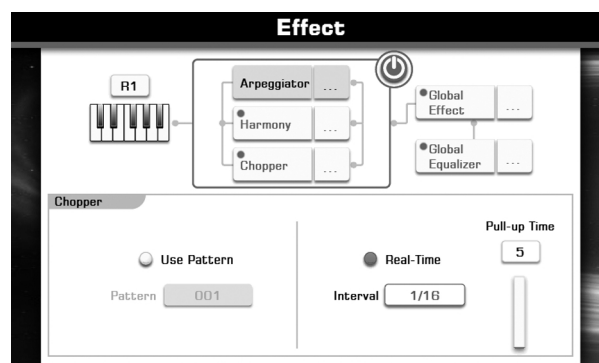 Effect
R1
Arpeggiator ...
Harmony ...
Chopper ...
Global
Effect ...
Global
Equalizer ...
Chopper
Use Pattern
Pattern 001
Real-Time
Interval 1/16
Pull-up Time
5